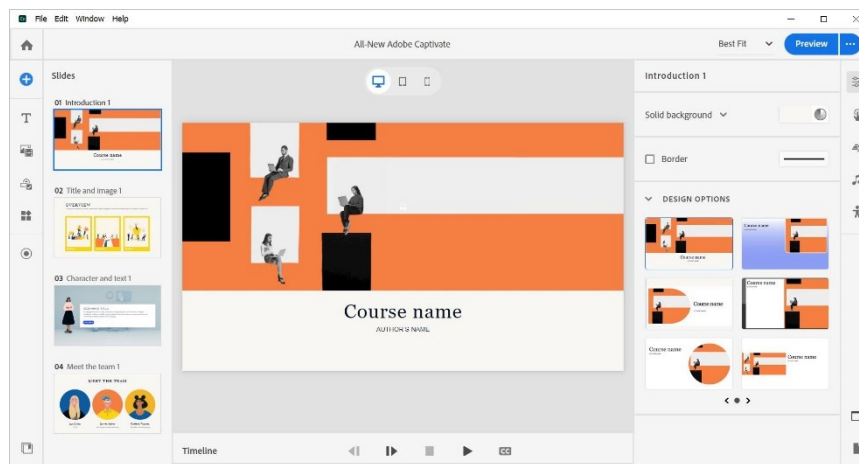 File Edit Window Help
All-New Adobe Captivate
Best Fit
Preview
Slides
01 Introduction 1
Course name
02 Title and image 1
OVERVIEW
03 Character and text 1
04 Meet the team 1
MEET THE TEAM
Course name
AUTHOR'S NAME
Timeline
CC
Introduction 1
Solid background
Border
DESIGN OPTIONS
Course name
Course name
Course name
Course name
Course name
Course name